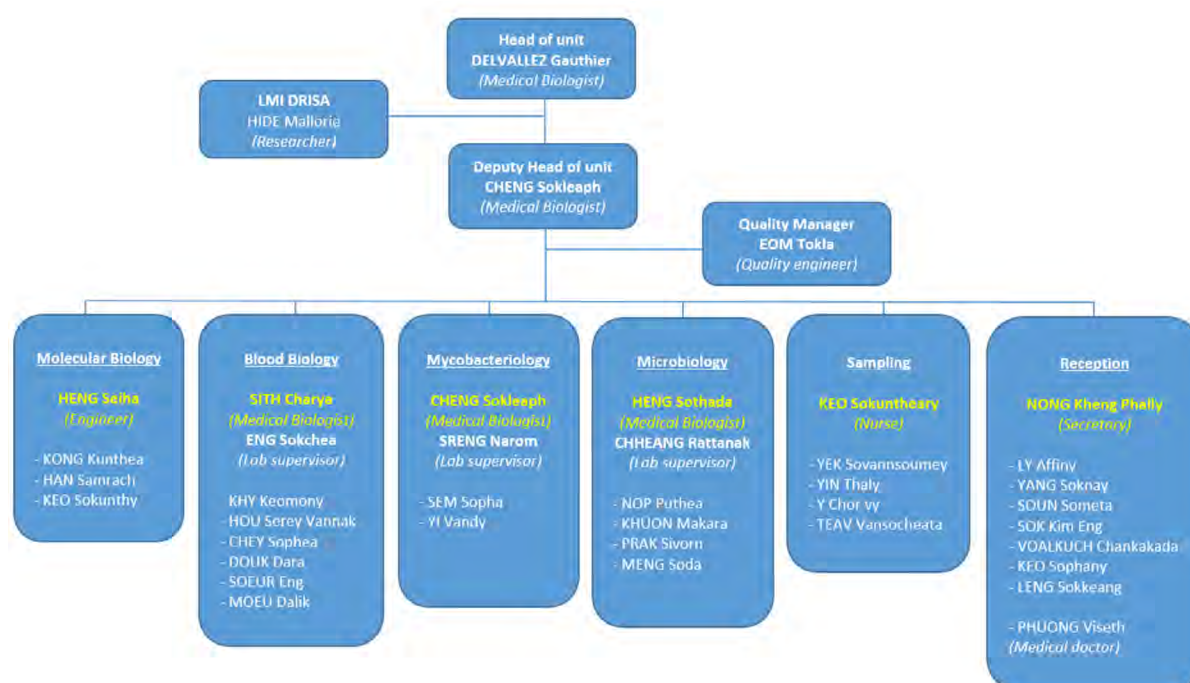 Head of unit
DELVALLEZ Gauthier
(Medical Biologist)
LMI DRISA
HIDE Mallorie
(Researcher)
Deputy Head of unit
CHENG Sokleaph
(Medical Biologist)
Quality Manager
EOM Tokla
(Quality engineer)
Molecular Biology
HENG Seiha
(Engineer)
- KONG Kunthea
- HAN Samrach
- KEO Sokunthy
Blood Biology
SITH Charya
(Medical Biologist)
ENG Sokchea
(Lab supervisor)
KHY Keomony
- HOU Serey Vannak
- CHEY Sophea
- DOUK Dara
- SOEUR Eng
- MOEU Dalik
Mycobacteriology
CHENG Sokleaph
(Medical Biologist)
SRENG Narom
(Lab supervisor)
- SEM Sopha
- YI Vandy
Microbiology
HENG Sothada
(Medical Biologist)
CHHEANG Rattanak
(Lab supervisor)
- NOP Puthea
- KHUON Makara
- PRAK Sivorn
- MENG Soda
Sampling
KEO Sokuntheary
(Nurse)
- YEK Sovannsoumey
- YIN Thaly
- Y Chor vy
- TEAV Vansocheata
Reception
NONG Kheng Phally
(Secretary)
- LY Affiny
- YANG Soknay
- SOUN Someta
- SOK Kim Eng
- VOALKUCH Chankakada
- KEO Sophany
- LENG Sokkeang
- PHUONG Viseth
(Medical doctor)